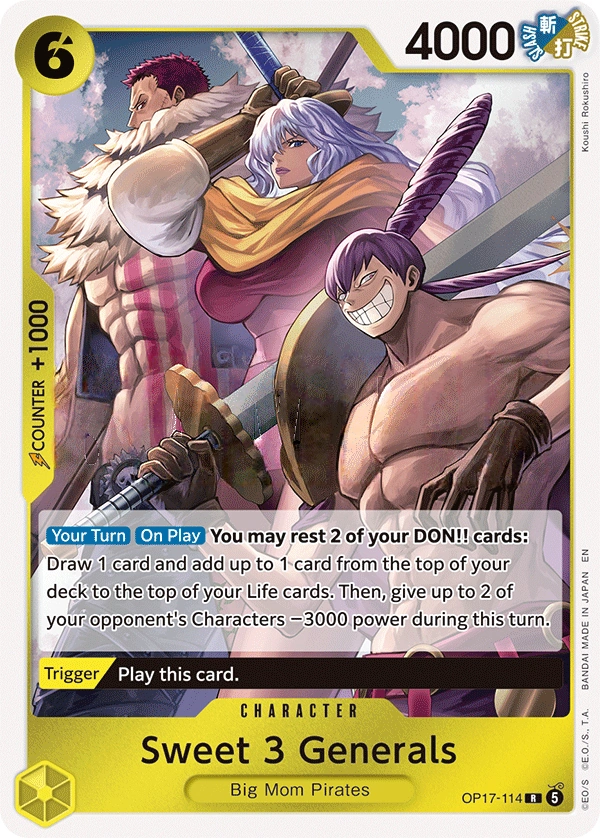 6
4000
SLASH
斬
打
STRIKE
Koushi Rokushiro
COUNTER +1000
Your Turn On Play You may rest 2 of your DON!! cards:
Draw 1 card and add up to 1 card from the top of your
deck to the top of your Life cards. Then, give up to 2 of
your opponent's Characters −3000 power during this turn.
Trigger Play this card.
CHARACTER
Sweet 3 Generals
Big Mom Pirates
OP17-114 R 5
©EO/S ©E.O./S., T.A. BANDAI MADE IN JAPAN EN